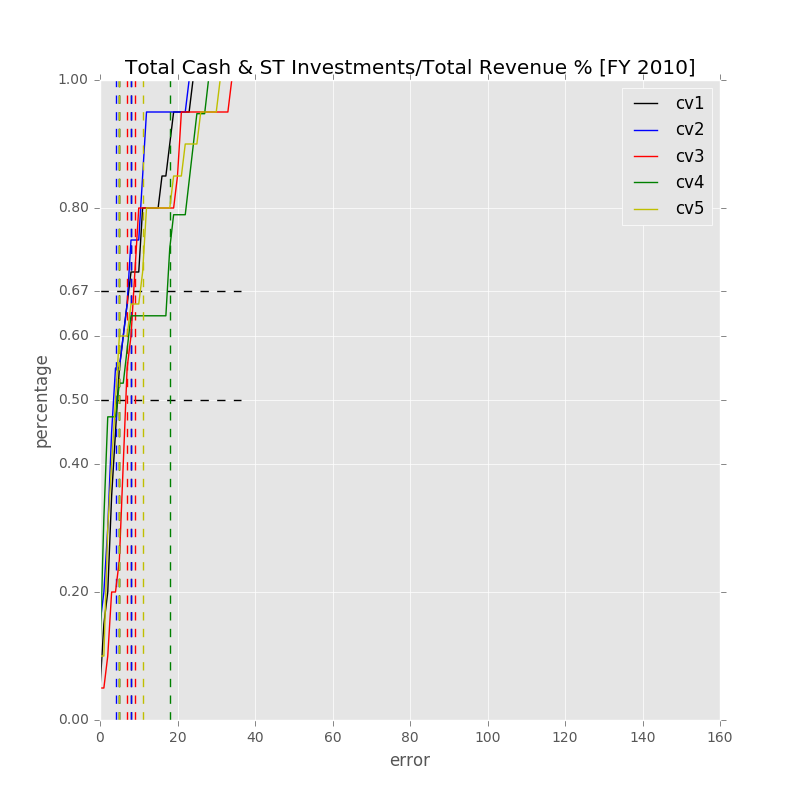 Total Cash & ST Investments/Total Revenue % [FY 2010]
1.00
0.80
0.67
0.60
0.50
0.40
0.20
0.00
percentage
cv1
cv2
cv3
cv4
cv5
0 20 40 60 80 100 120 140 160
error